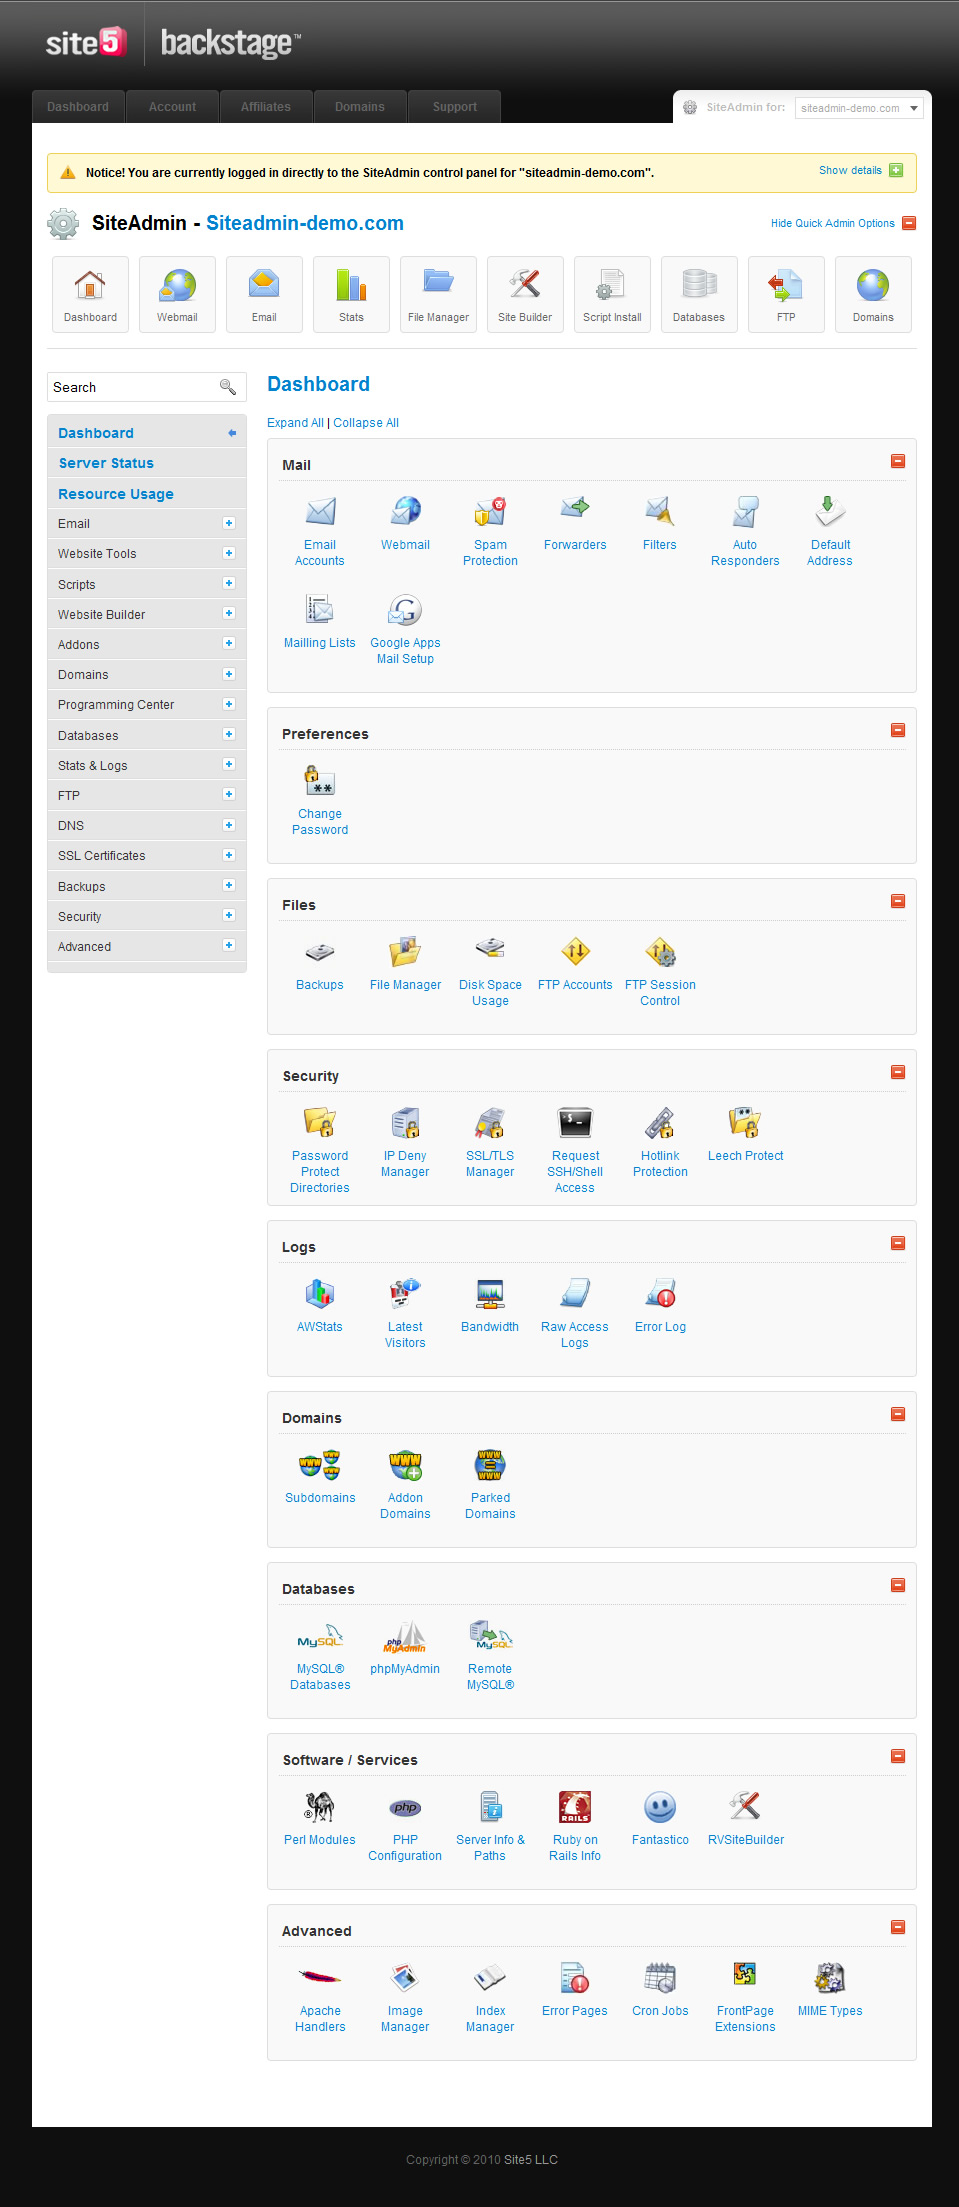 site5 backstage™
Dashboard Account Affiliates Domains Support
SiteAdmin for: siteadmin-demo.com
Notice! You are currently logged in directly to the SiteAdmin control panel for "siteadmin-demo.com".
Show details
SiteAdmin - Siteadmin-demo.com
Hide Quick Admin Options
Dashboard Webmail Email Stats File Manager Site Builder Script Install Databases FTP Domains
Search
Dashboard
Server Status
Resource Usage
Email
Website Tools
Scripts
Website Builder
Addons
Domains
Programming Center
Databases
Stats & Logs
FTP
DNS
SSL Certificates
Backups
Security
Advanced
Dashboard
Expand All | Collapse All
Mail
Email Accounts
Webmail
Spam Protection
Forwarders
Filters
Auto Responders
Default Address
Mailling Lists
Google Apps Mail Setup
Preferences
Change Password
Files
Backups
File Manager
Disk Space Usage
FTP Accounts
FTP Session Control
Security
Password Protect Directories
IP Deny Manager
SSL/TLS Manager
Request SSH/Shell Access
Hotlink Protection
Leech Protect
Logs
AWStats
Latest Visitors
Bandwidth
Raw Access Logs
Error Log
Domains
Subdomains
Addon Domains
Parked Domains
Databases
MySQL® Databases
phpMyAdmin
Remote MySQL®
Software / Services
Perl Modules
PHP Configuration
Server Info & Paths
Ruby on Rails Info
Fantastico
RVSiteBuilder
Advanced
Apache Handlers
Image Manager
Index Manager
Error Pages
Cron Jobs
FrontPage Extensions
MIME Types
Copyright © 2010 Site5 LLC